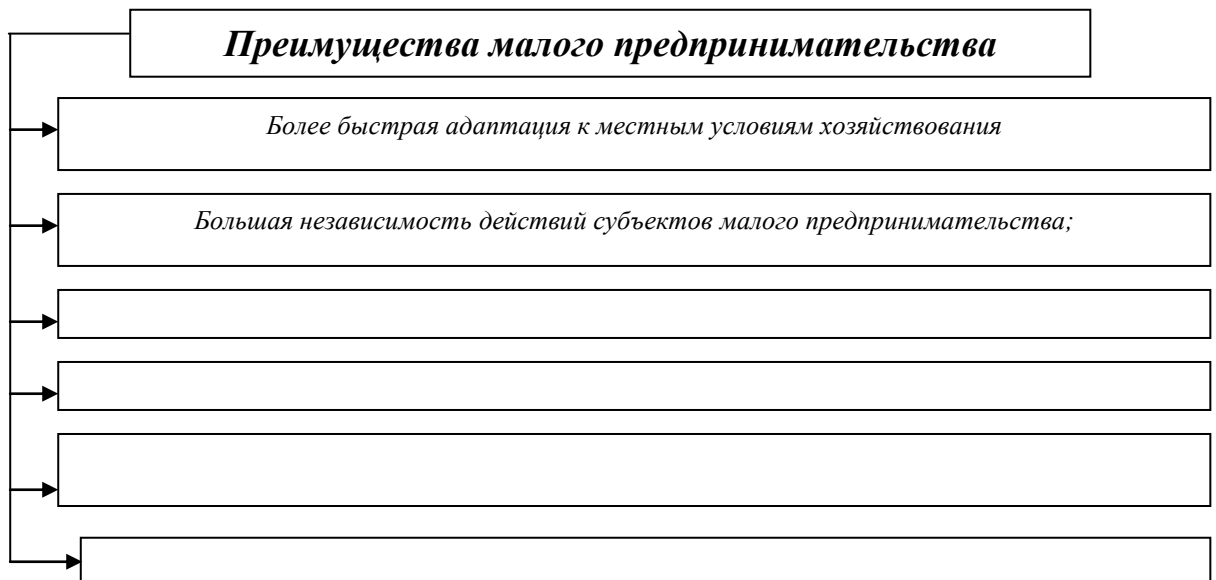 Преимущества малого предпринимательства
Более быстрая адаптация к местным условиям хозяйствования
Большая независимость действий субъектов малого предпринимательства;